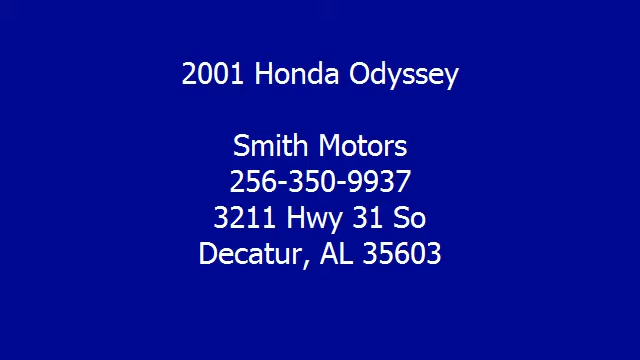 2001 Honda Odyssey
Smith Motors
256-350-9937
3211 Hwy 31 So
Decatur, AL 35603